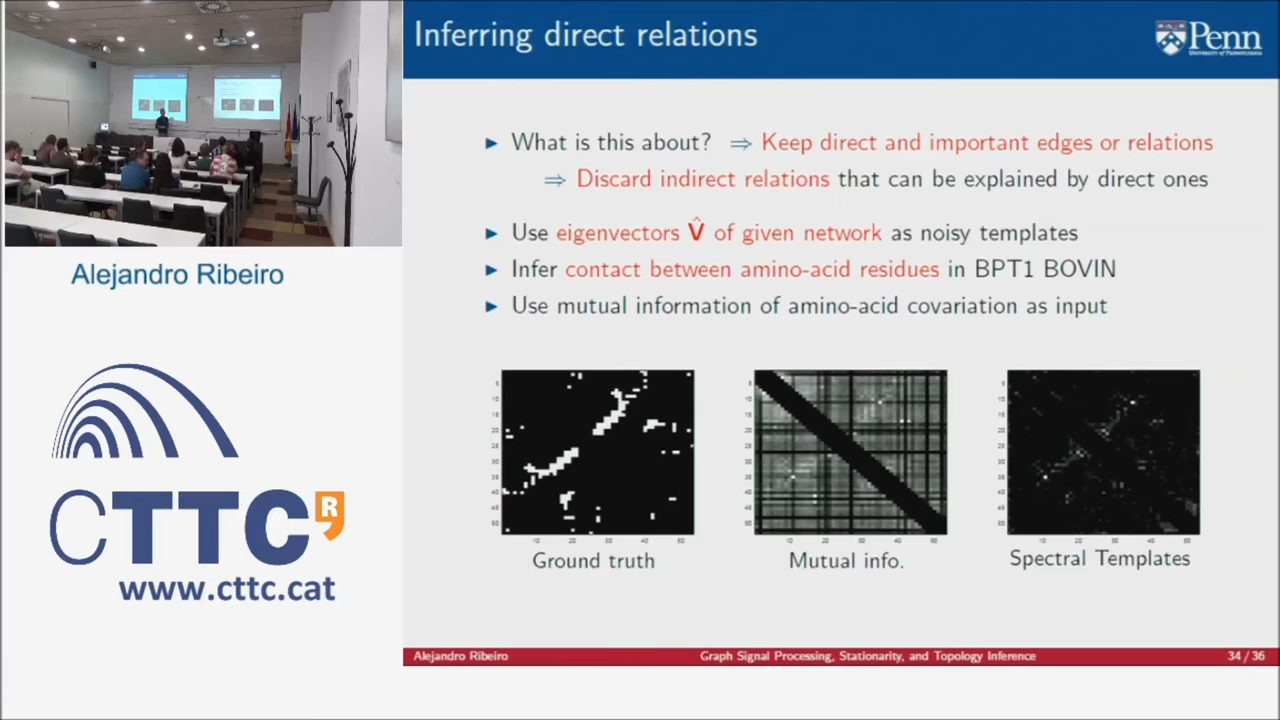 Inferring direct relations
Penn
UNIVERSITY OF PENNSYLVANIA
► What is this about? ⇒ Keep direct and important edges or relations
⇒ Discard indirect relations that can be explained by direct ones
► Use eigenvectors V̂ of given network as noisy templates
► Infer contact between amino-acid residues in BPT1 BOVIN
► Use mutual information of amino-acid covariation as input
Ground truth
Mutual info.
Spectral Templates
Alejandro Ribeiro
Graph Signal Processing, Stationarity, and Topology Inference
34 / 36
Alejandro Ribeiro
CTTC R
www.cttc.cat